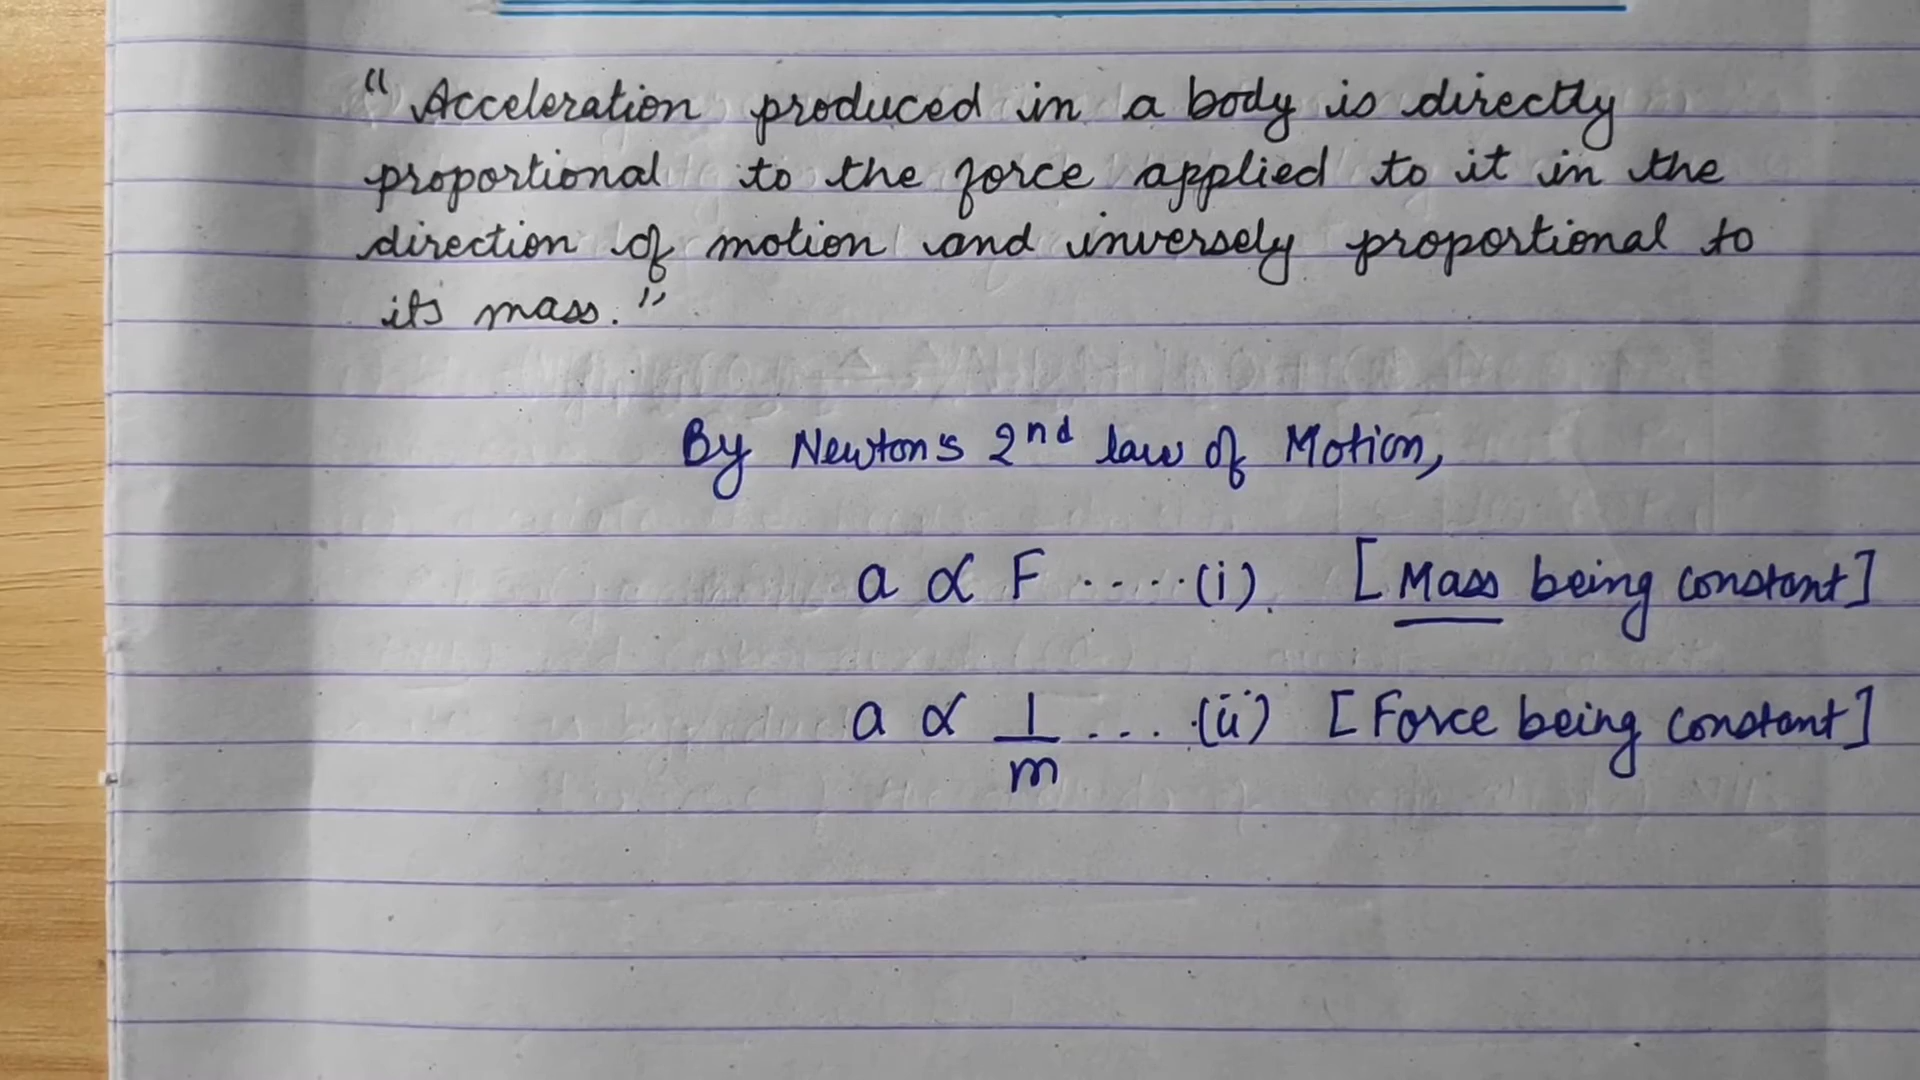 “Acceleration produced in a body is directly
proportional to the force applied to it in the
direction of motion and inversely proportional to
its mass.”
By Newton's 2nd law of Motion,
a ∝ F .....(i). [Mass being constant]
a ∝ 1/m ....(ii) [Force being constant]